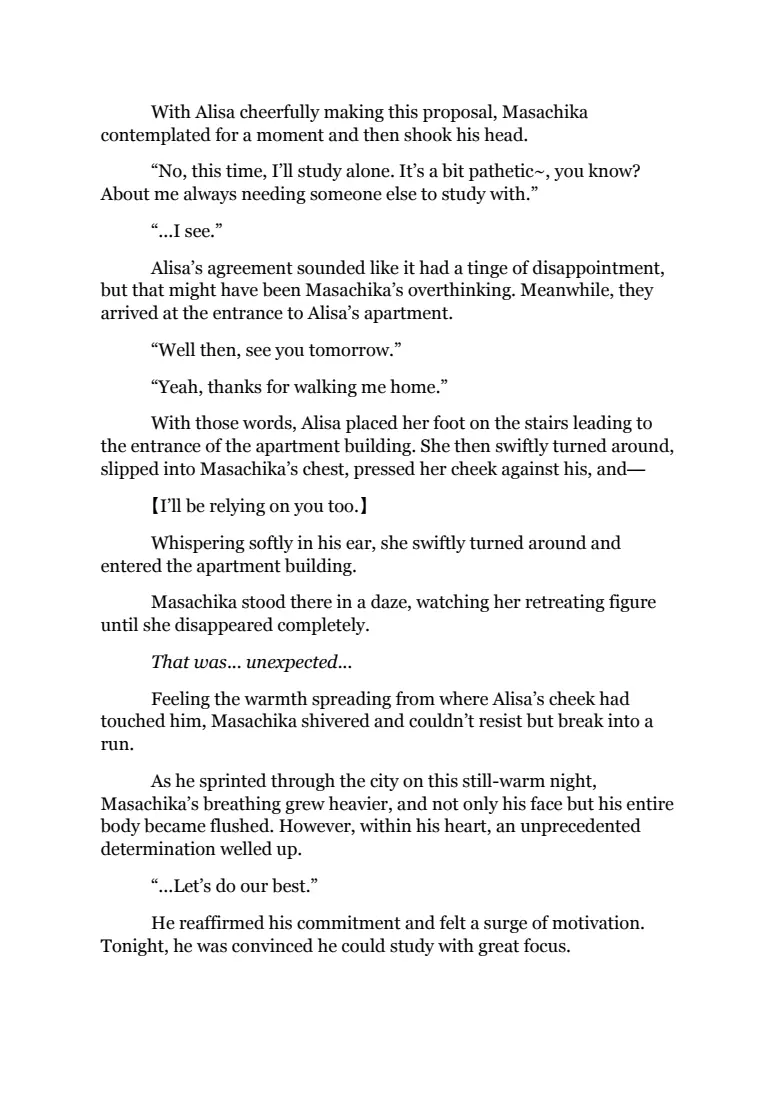 With Alisa cheerfully making this proposal, Masachika
contemplated for a moment and then shook his head.
“No, this time, I’ll study alone. It’s a bit pathetic~, you know?
About me always needing someone else to study with.”
“...I see.”
Alisa’s agreement sounded like it had a tinge of disappointment,
but that might have been Masachika’s overthinking. Meanwhile, they
arrived at the entrance to Alisa’s apartment.
“Well then, see you tomorrow.”
“Yeah, thanks for walking me home.”
With those words, Alisa placed her foot on the stairs leading to
the entrance of the apartment building. She then swiftly turned around,
slipped into Masachika’s chest, pressed her cheek against his, and—
【I’ll be relying on you too.】
Whispering softly in his ear, she swiftly turned around and
entered the apartment building.
Masachika stood there in a daze, watching her retreating figure
until she disappeared completely.
That was... unexpected...
Feeling the warmth spreading from where Alisa’s cheek had
touched him, Masachika shivered and couldn’t resist but break into a
run.
As he sprinted through the city on this still-warm night,
Masachika’s breathing grew heavier, and not only his face but his entire
body became flushed. However, within his heart, an unprecedented
determination welled up.
“...Let’s do our best.”
He reaffirmed his commitment and felt a surge of motivation.
Tonight, he was convinced he could study with great focus.